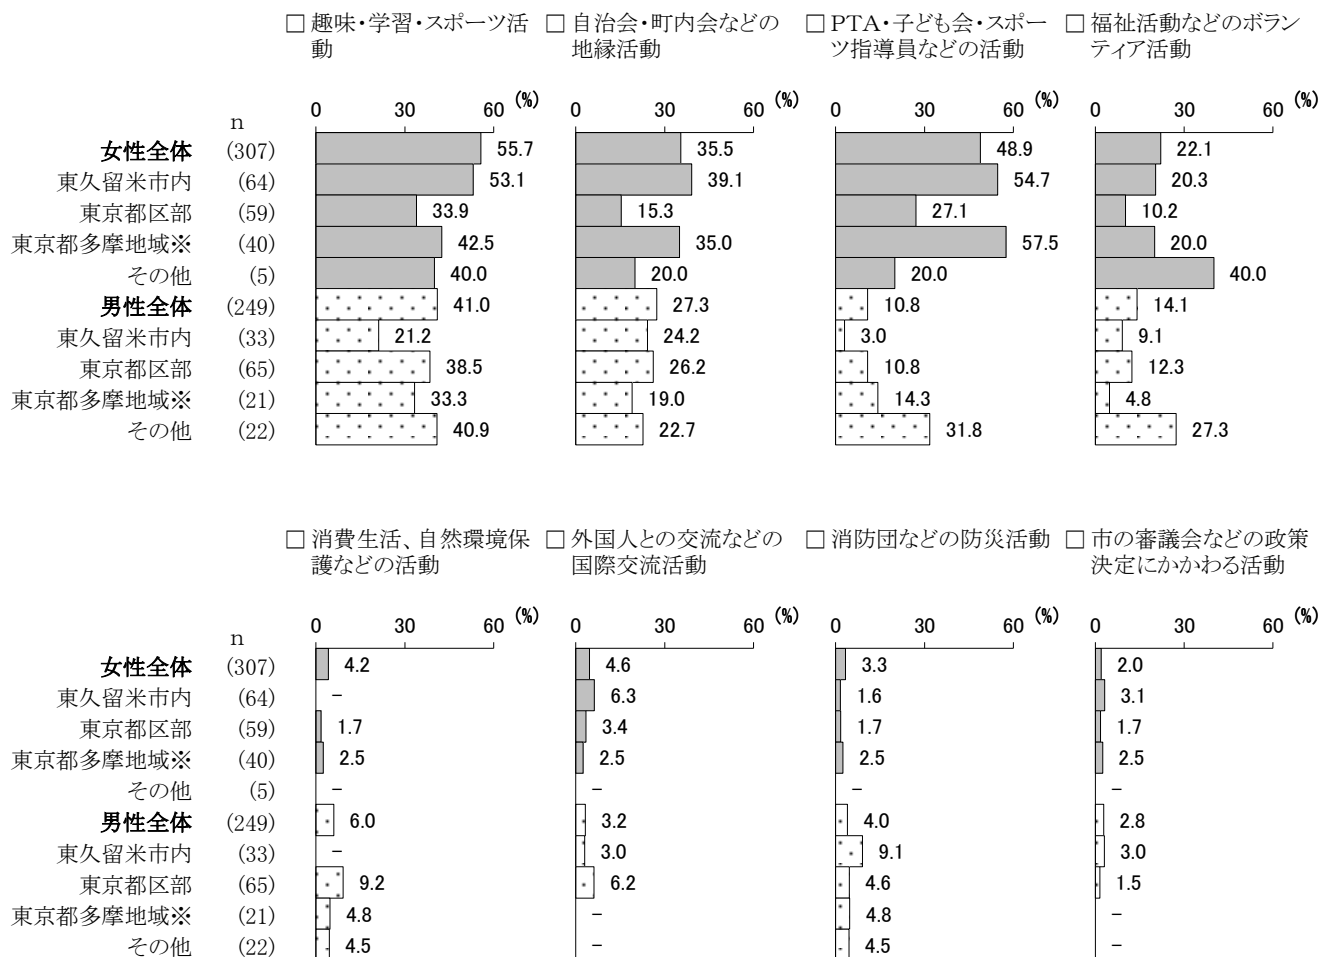 □ 趣味・学習・スポーツ活動
□ 自治会・町内会などの地縁活動
□ PTA・子ども会・スポーツ指導員などの活動
□ 福祉活動などのボランティア活動
0 30 60 (%) 0 30 60 (%) 0 30 60 (%) 0 30 60 (%)
n
女性全体 (307) 55.7 35.5 48.9 22.1
東久留米市内 (64) 53.1 39.1 54.7 20.3
東京都区部 (59) 33.9 15.3 27.1 10.2
東京都多摩地域※ (40) 42.5 35.0 57.5 20.0
その他 (5) 40.0 20.0 20.0 40.0
男性全体 (249) 41.0 27.3 10.8 14.1
東久留米市内 (33) 21.2 24.2 3.0 9.1
東京都区部 (65) 38.5 26.2 10.8 12.3
東京都多摩地域※ (21) 33.3 19.0 14.3 4.8
その他 (22) 40.9 22.7 31.8 27.3
□ 消費生活、自然環境保護などの活動
□ 外国人との交流などの国際交流活動
□ 消防団などの防災活動
□ 市の審議会などの政策決定にかかわる活動
0 30 60 (%) 0 30 60 (%) 0 30 60 (%) 0 30 60 (%)
n
女性全体 (307) 4.2 4.6 3.3 2.0
東久留米市内 (64) － 6.3 1.6 3.1
東京都区部 (59) 1.7 3.4 1.7 1.7
東京都多摩地域※ (40) 2.5 2.5 2.5 2.5
その他 (5) － － － －
男性全体 (249) 6.0 3.2 4.0 2.8
東久留米市内 (33) － 3.0 9.1 3.0
東京都区部 (65) 9.2 6.2 4.6 1.5
東京都多摩地域※ (21) 4.8 － 4.8 －
その他 (22) 4.5 － 4.5 －